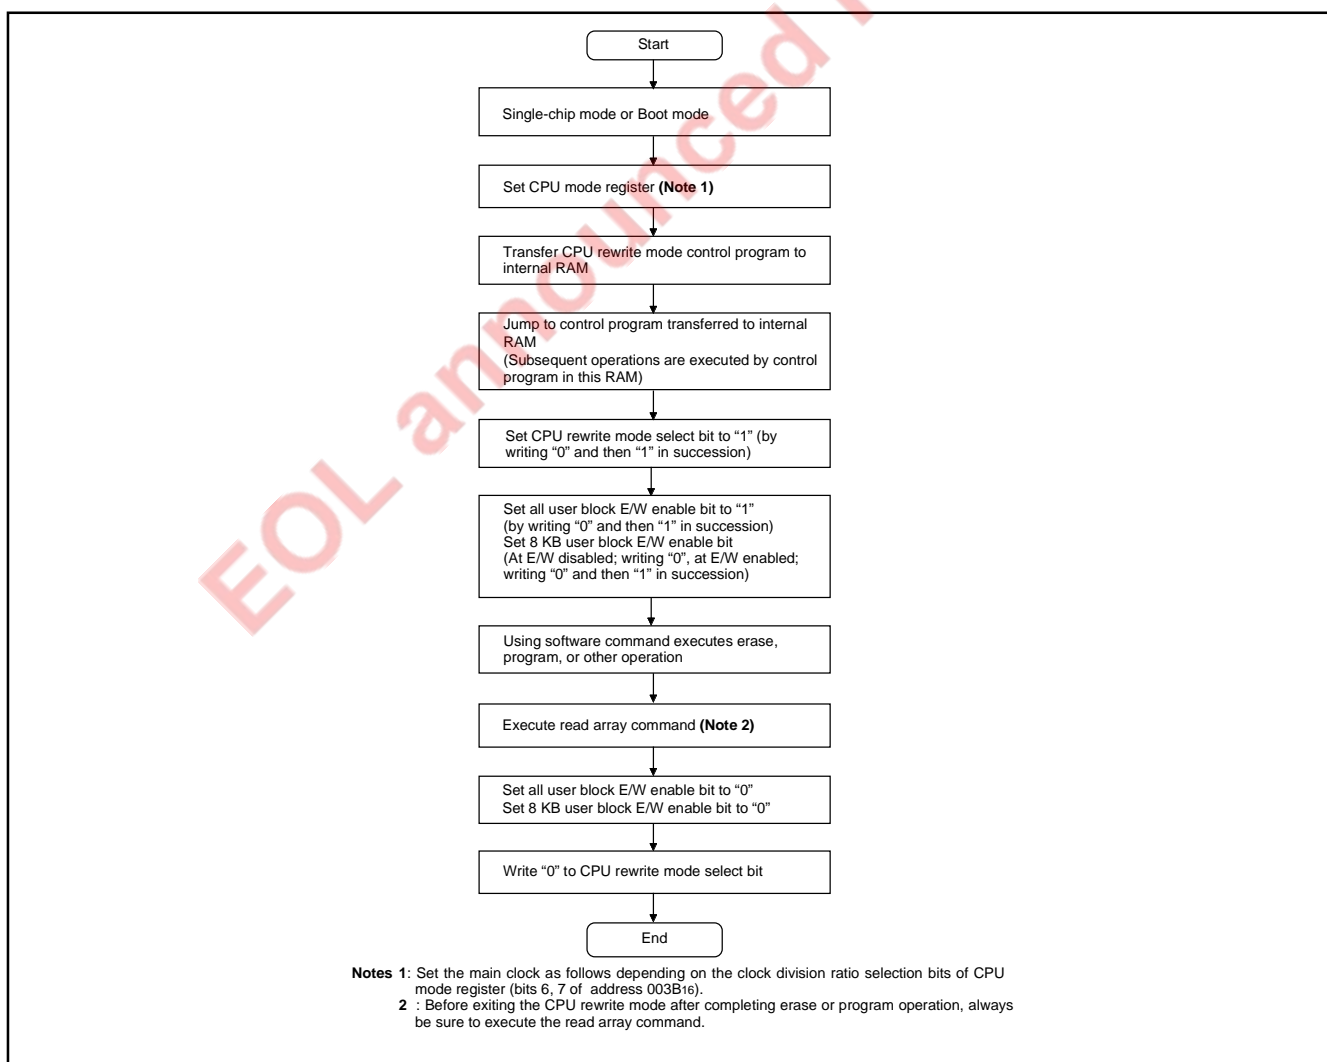 Start
Single-chip mode or Boot mode
Set CPU mode register (Note 1)
Transfer CPU rewrite mode control program to
internal RAM
Jump to control program transferred to internal
RAM
(Subsequent operations are executed by control
program in this RAM)
Set CPU rewrite mode select bit to “1” (by
writing “0” and then “1” in succession)
Set all user block E/W enable bit to “1”
(by writing “0” and then “1” in succession)
Set 8 KB user block E/W enable bit
(At E/W disabled; writing “0”, at E/W enabled;
writing “0” and then “1” in succession)
Using software command executes erase,
program, or other operation
Execute read array command (Note 2)
Set all user block E/W enable bit to “0”
Set 8 KB user block E/W enable bit to “0”
Write “0” to CPU rewrite mode select bit
End
Notes 1: Set the main clock as follows depending on the clock division ratio selection bits of CPU
mode register (bits 6, 7 of address 003B16).
2 : Before exiting the CPU rewrite mode after completing erase or program operation, always
be sure to execute the read array command.
EOL announced